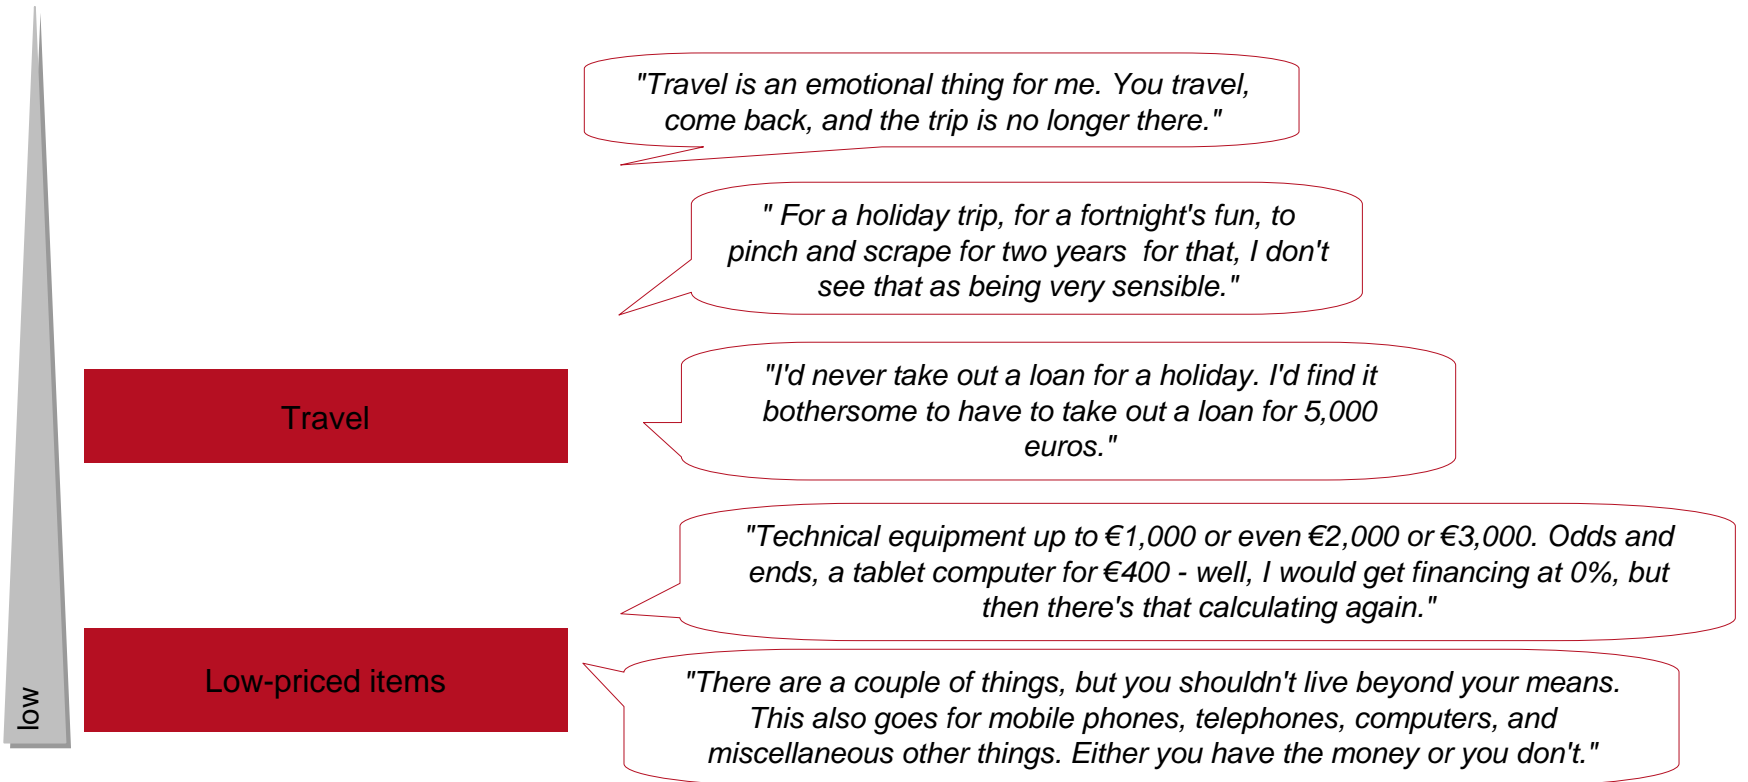 "Travel is an emotional thing for me. You travel,
come back, and the trip is no longer there."
" For a holiday trip, for a fortnight's fun, to
pinch and scrape for two years  for that, I don't
see that as being very sensible."
Travel
"I'd never take out a loan for a holiday. I'd find it
bothersome to have to take out a loan for 5,000
euros."
"Technical equipment up to €1,000 or even €2,000 or €3,000. Odds and
ends, a tablet computer for €400 - well, I would get financing at 0%, but
then there's that calculating again."
low
Low-priced items
"There are a couple of things, but you shouldn't live beyond your means.
This also goes for mobile phones, telephones, computers, and
miscellaneous other things. Either you have the money or you don't."